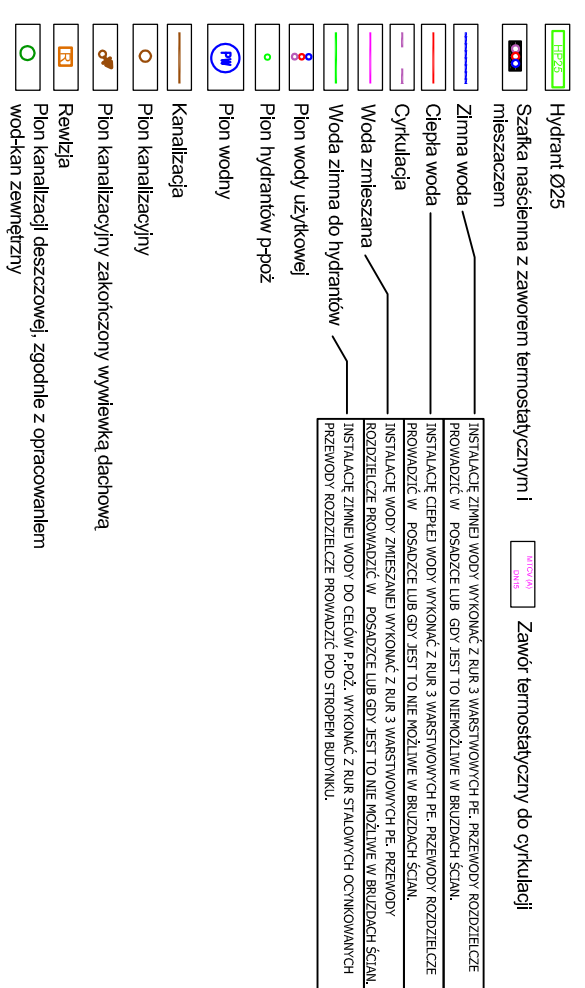 HP25
Hydrant Ø25
Szafka naścienna z zaworem termostatycznym i
mieszaczem
MTCV (A)
DN15
Zawór termostatyczny do cyrkulacji
Zimna woda
Ciepła woda
Cyrkulacja
Woda zmieszana
Woda zimna do hydrantów
Pion wody użytkowej
Pion hydrantów p-poż
PW
Pion wodny
Kanalizacja
Pion kanalizacyjny
Pion kanalizacyjny zakończony wywiewką dachową
R
Rewizja
Pion kanalizacji deszczowej, zgodnie z opracowaniem
wod-kan zewnętrzny
INSTALACJĘ ZIMNEJ WODY WYKONAĆ Z RUR 3 WARSTWOWYCH PE. PRZEWODY ROZDZIELCZE
PROWADZIĆ W POSADZCE LUB GDY JEST TO NIEMOŻLIWE W BRUZDACH ŚCIAN.
INSTALACJĘ CIEPŁEJ WODY WYKONAĆ Z RUR 3 WARSTWOWYCH PE. PRZEWODY ROZDZIELCZE
PROWADZIĆ W POSADZCE LUB GDY JEST TO NIE MOŻLIWE W BRUZDACH ŚCIAN.
INSTALACJĘ WODY ZMIESZANEJ WYKONAĆ Z RUR 3 WARSTWOWYCH PE. PRZEWODY
ROZDZIELCZE PROWADZIĆ W POSADZCE LUB GDY JEST TO NIE MOŻLIWE W BRUZDACH ŚCIAN.
INSTALACJĘ ZIMNEJ WODY DO CELÓW P.POŻ. WYKONAĆ Z RUR STALOWYCH OCYNKOWANYCH
PRZEWODY ROZDZIELCZE PROWADZIĆ POD STROPEM BUDYNKU.